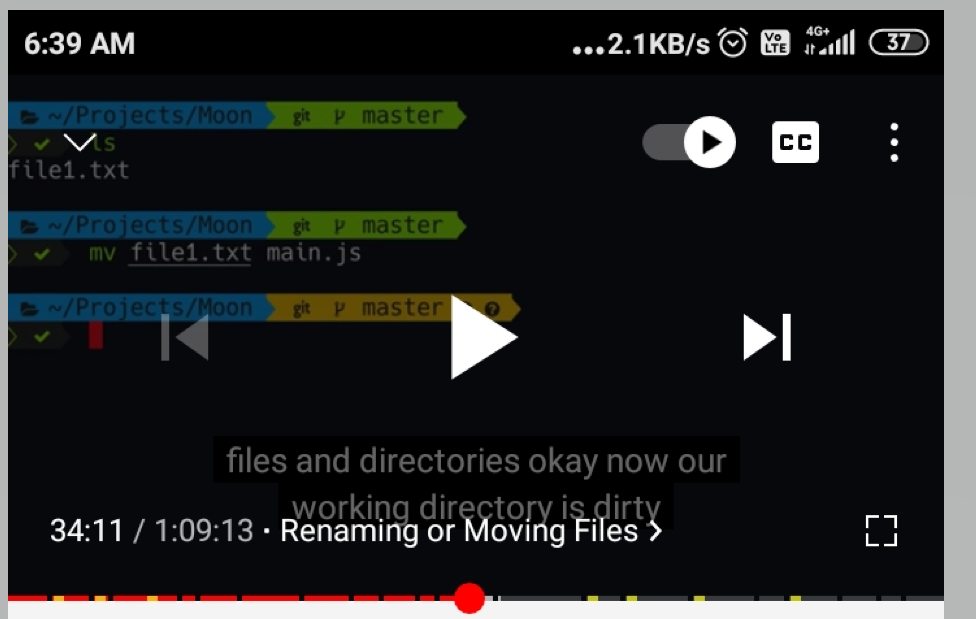 6:39 AM ...2.1KB/s VoLTE 4G+ 37
~/Projects/Moon git master
ls CC
file1.txt
~/Projects/Moon git master
mv file1.txt main.js
~/Projects/Moon git master ?
files and directories okay now our
working directory is dirty
34:11 / 1:09:13 · Renaming or Moving Files >